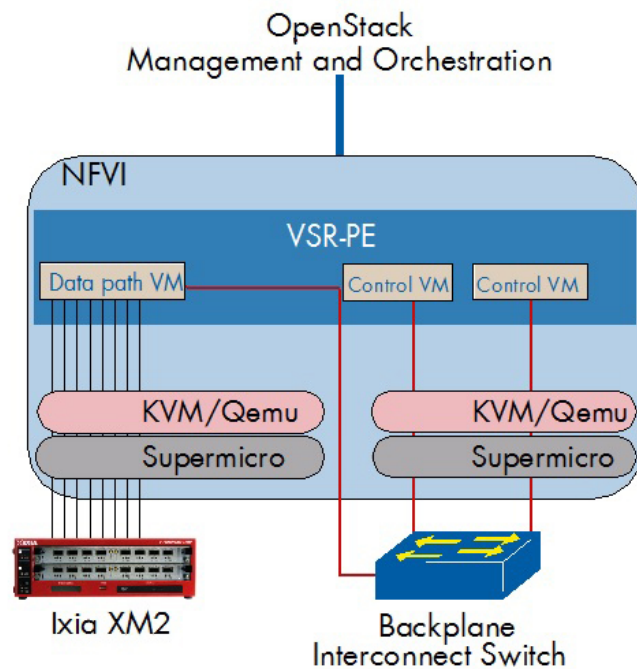 OpenStack
Management and Orchestration
NFVI
VSR-PE
Data path VM
Control VM
Control VM
KVM/Qemu
KVM/Qemu
Supermicro
Supermicro
IXIA
Ixia XM2
Backplane
Interconnect Switch